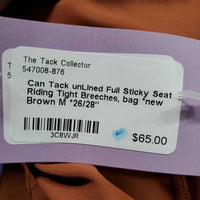 The Tack Collector
547008-876
Can Tack unLined Full Sticky Seat
Riding Tight Breeches, bag *new
Brown M *26/28"
3C8WJR
$65.00
T
5